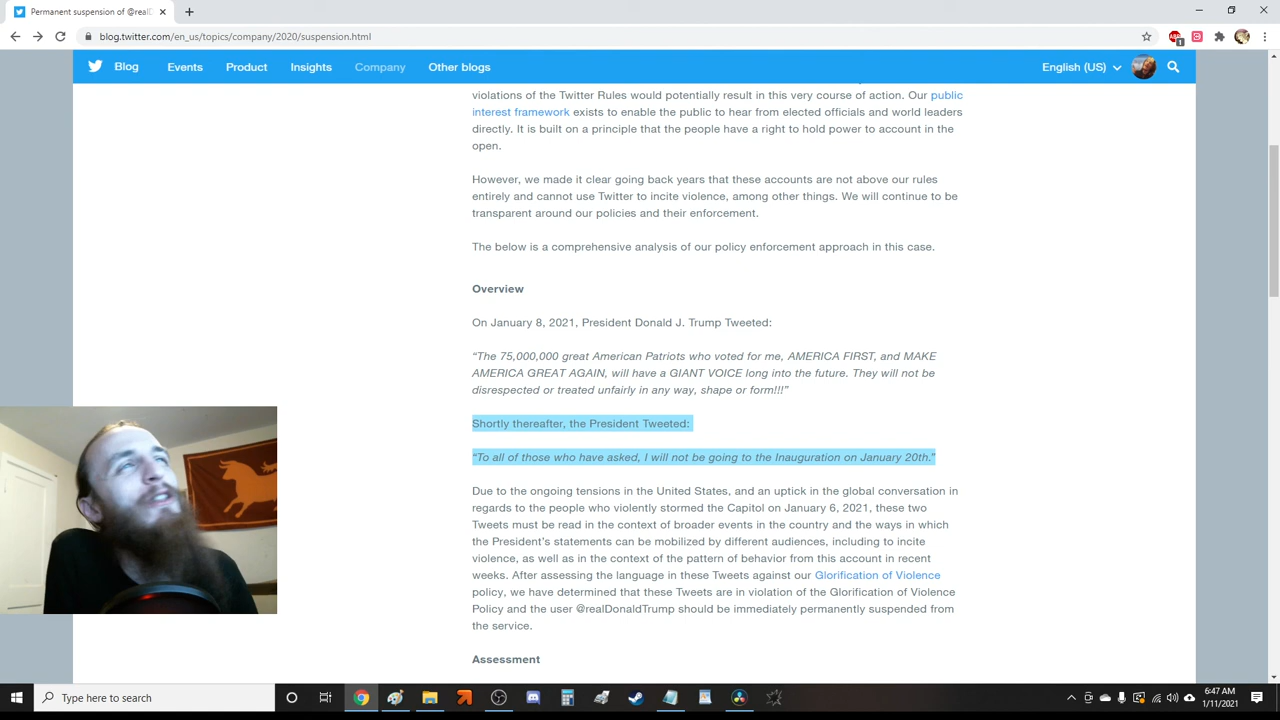 Permanent suspension of @realD
blog.twitter.com/en_us/topics/company/2020/suspension.html
1
Blog Events Product Insights Company Other blogs English (US)
violations of the Twitter Rules would potentially result in this very course of action. Our public
interest framework exists to enable the public to hear from elected officials and world leaders
directly. It is built on a principle that the people have a right to hold power to account in the
open.
However, we made it clear going back years that these accounts are not above our rules
entirely and cannot use Twitter to incite violence, among other things. We will continue to be
transparent around our policies and their enforcement.
The below is a comprehensive analysis of our policy enforcement approach in this case.
Overview
On January 8, 2021, President Donald J. Trump Tweeted:
“The 75,000,000 great American Patriots who voted for me, AMERICA FIRST, and MAKE
AMERICA GREAT AGAIN, will have a GIANT VOICE long into the future. They will not be
disrespected or treated unfairly in any way, shape or form!!!”
Shortly thereafter, the President Tweeted:
“To all of those who have asked, I will not be going to the Inauguration on January 20th.”
Due to the ongoing tensions in the United States, and an uptick in the global conversation in
regards to the people who violently stormed the Capitol on January 6, 2021, these two
Tweets must be read in the context of broader events in the country and the ways in which
the President’s statements can be mobilized by different audiences, including to incite
violence, as well as in the context of the pattern of behavior from this account in recent
weeks. After assessing the language in these Tweets against our Glorification of Violence
policy, we have determined that these Tweets are in violation of the Glorification of Violence
Policy and the user @realDonaldTrump should be immediately permanently suspended from
the service.
Assessment
Type here to search
6:47 AM
1/11/2021